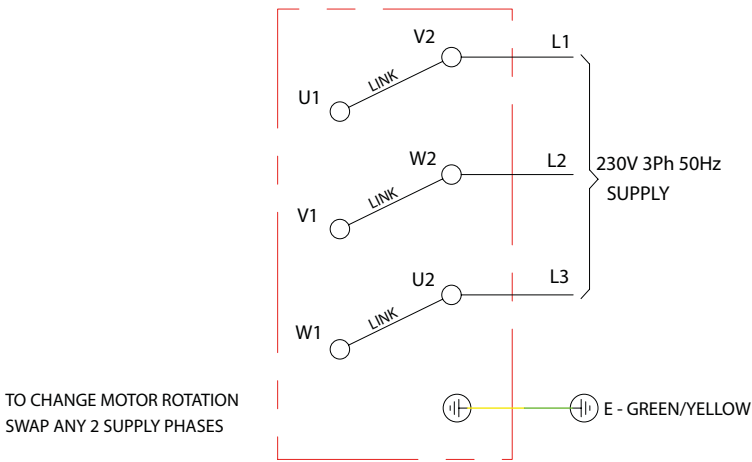 V2
L1
LINK
U1
W2
L2
230V 3Ph 50Hz
SUPPLY
LINK
V1
U2
L3
LINK
W1
TO CHANGE MOTOR ROTATION
SWAP ANY 2 SUPPLY PHASES
E - GREEN/YELLOW